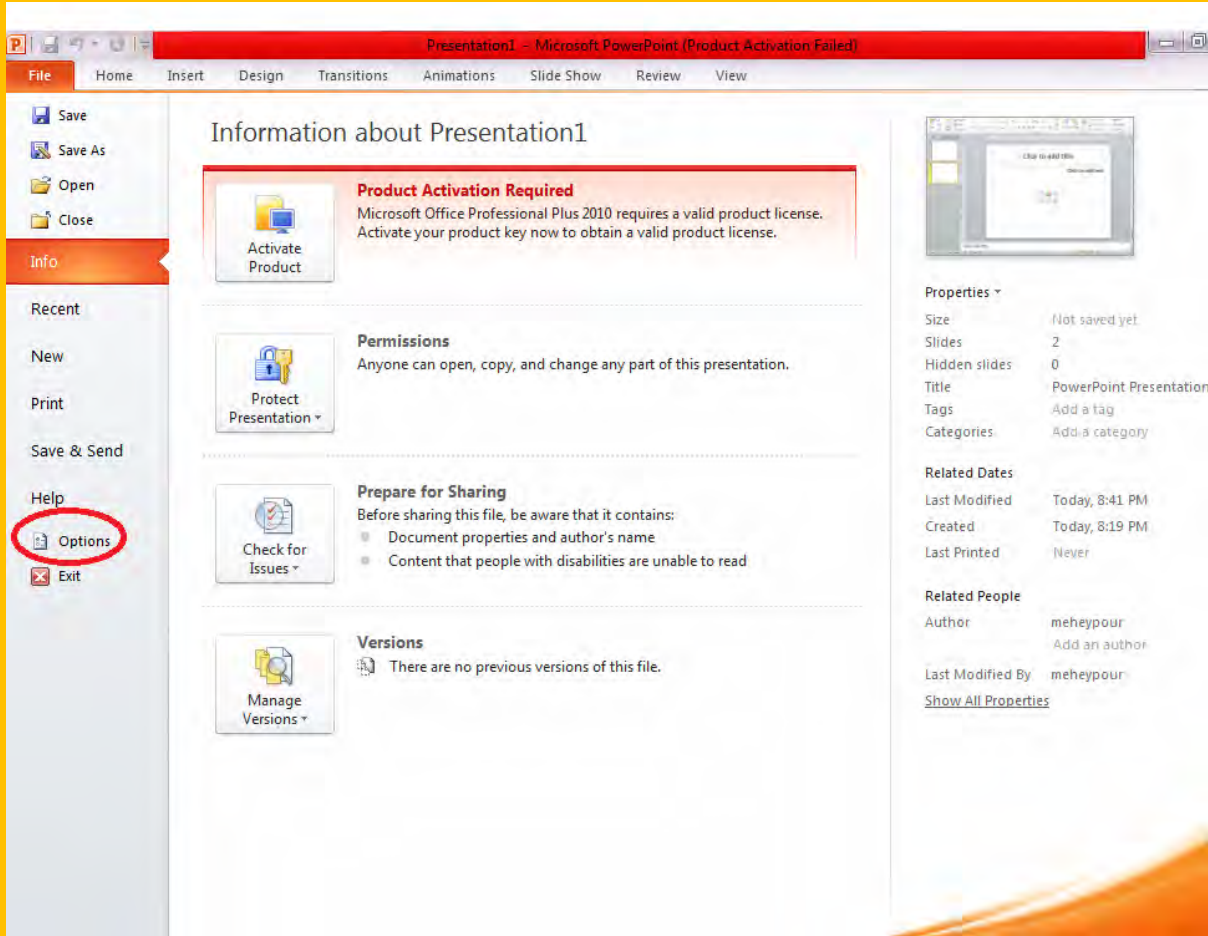 Presentation1 - Microsoft PowerPoint (Product Activation Failed)
File Home Insert Design Transitions Animations Slide Show Review View
Save
Save As
Open
Close
Info
Recent
New
Print
Save & Send
Help
Options
Exit
Information about Presentation1
Activate
Product
Product Activation Required
Microsoft Office Professional Plus 2010 requires a valid product license.
Activate your product key now to obtain a valid product license.
Protect
Presentation
Permissions
Anyone can open, copy, and change any part of this presentation.
Check for
Issues
Prepare for Sharing
Before sharing this file, be aware that it contains:
Document properties and author's name
Content that people with disabilities are unable to read
Manage
Versions
Versions
There are no previous versions of this file.
Click to add title
Properties
Size Not saved yet
Slides 2
Hidden slides 0
Title PowerPoint Presentation
Tags Add a tag
Categories Add a category
Related Dates
Last Modified Today, 8:41 PM
Created Today, 8:19 PM
Last Printed Never
Related People
Author meheypour
Add an author
Last Modified By meheypour
Show All Properties